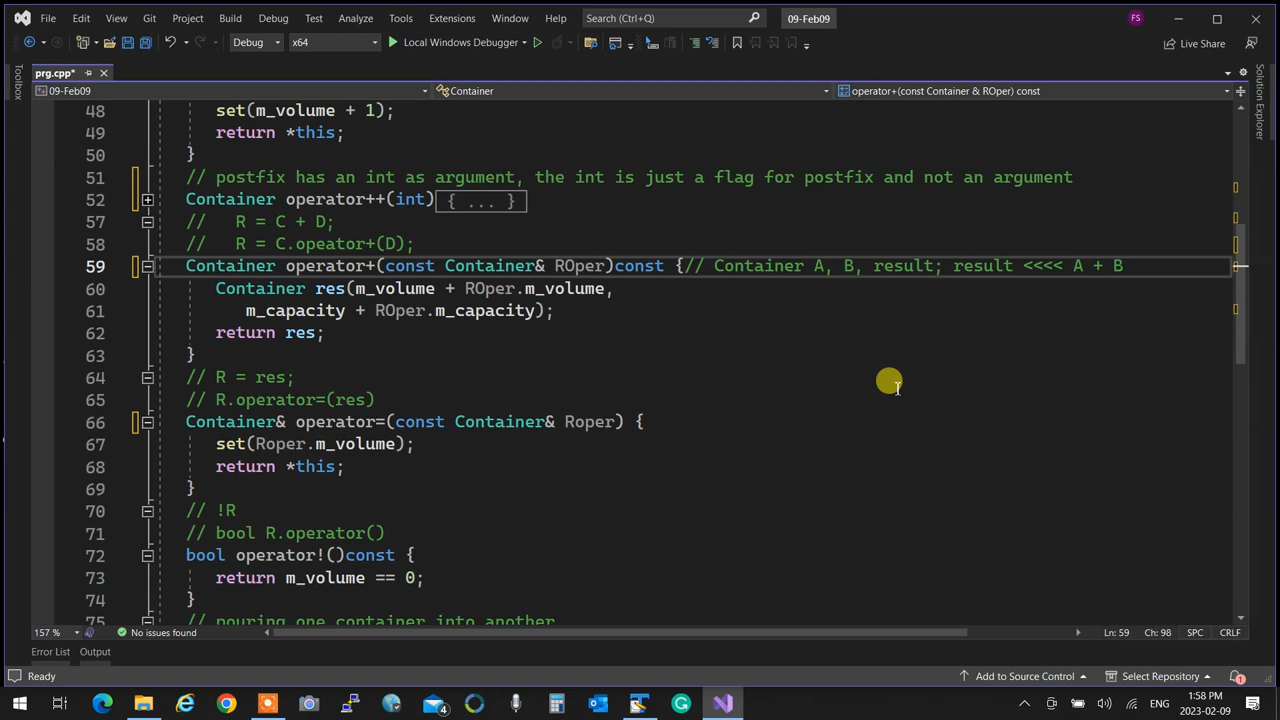 File Edit View Git Project Build Debug Test Analyze Tools Extensions Window Help Search (Ctrl+Q) 09-Feb09 FS
Debug x64 Local Windows Debugger Live Share
prg.cpp*
09-Feb09 Container operator+(const Container & ROper) const
Toolbox
Solution Explorer
48 set(m_volume + 1);
49 return *this;
50 }
51 // postfix has an int as argument, the int is just a flag for postfix and not an argument
52 Container operator++(int){ ... }
57 // R = C + D;
58 // R = C.opeator+(D);
59 Container operator+(const Container& ROper)const {// Container A, B, result; result <<<< A + B
60 Container res(m_volume + ROper.m_volume,
61 m_capacity + ROper.m_capacity);
62 return res;
63 }
64 // R = res;
65 // R.operator=(res)
66 Container& operator=(const Container& Roper) {
67 set(Roper.m_volume);
68 return *this;
69 }
70 // !R
71 // bool R.operator()
72 bool operator!()const {
73 return m_volume == 0;
74 }
75 // pouring one container into another
157 % No issues found Ln: 59 Ch: 98 SPC CRLF
Error List Output
Ready Add to Source Control Select Repository 1
4 ENG 1:58 PM
2023-02-09